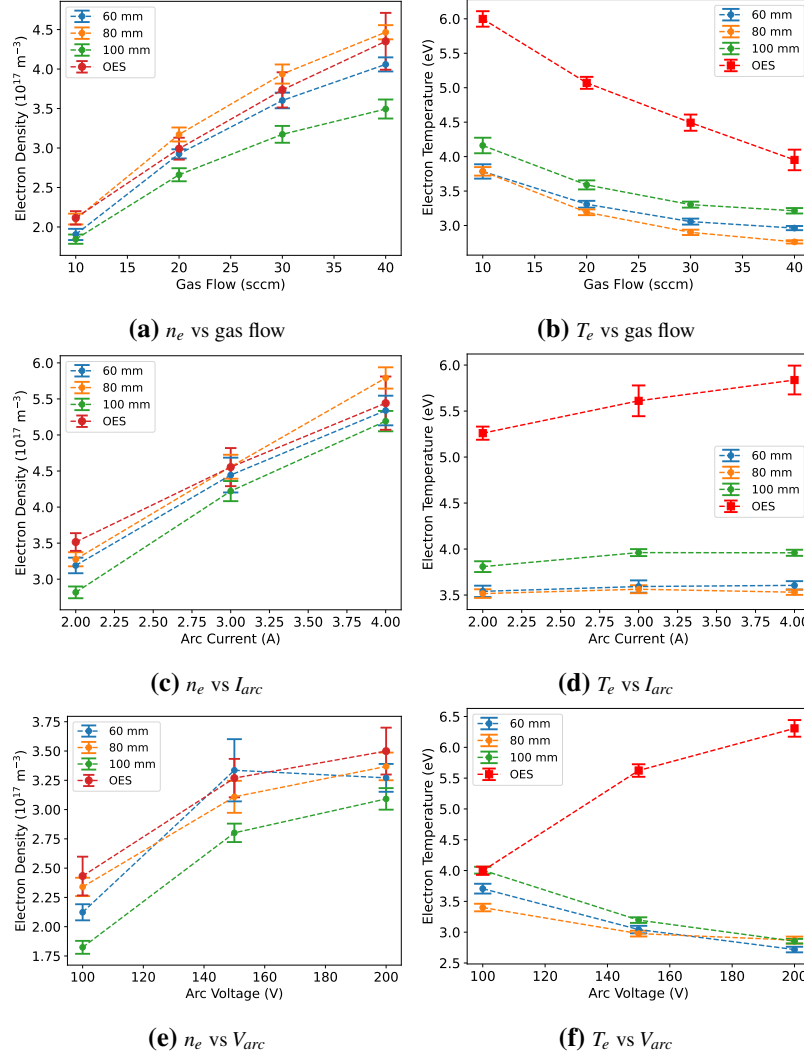 4.5
4.0
3.5
3.0
2.5
2.0
Electron Density (10¹⁷ m⁻³)
60 mm
80 mm
100 mm
OES
10 15 20 25 30 35 40
Gas Flow (sccm)
(a) nₑ vs gas flow
6.0
5.5
5.0
4.5
4.0
3.5
3.0
Electron Temperature (eV)
60 mm
80 mm
100 mm
OES
10 15 20 25 30 35 40
Gas Flow (sccm)
(b) Tₑ vs gas flow
6.0
5.5
5.0
4.5
4.0
3.5
3.0
Electron Density (10¹⁷ m⁻³)
60 mm
80 mm
100 mm
OES
2.00 2.25 2.50 2.75 3.00 3.25 3.50 3.75 4.00
Arc Current (A)
(c) nₑ vs I_arc
6.0
5.5
5.0
4.5
4.0
3.5
Electron Temperature (eV)
60 mm
80 mm
100 mm
OES
2.00 2.25 2.50 2.75 3.00 3.25 3.50 3.75 4.00
Arc Current (A)
(d) Tₑ vs I_arc
3.75
3.50
3.25
3.00
2.75
2.50
2.25
2.00
1.75
Electron Density (10¹⁷ m⁻³)
60 mm
80 mm
100 mm
OES
100 120 140 160 180 200
Arc Voltage (V)
(e) nₑ vs V_arc
6.5
6.0
5.5
5.0
4.5
4.0
3.5
3.0
2.5
Electron Temperature (eV)
60 mm
80 mm
100 mm
OES
100 120 140 160 180 200
Arc Voltage (V)
(f) Tₑ vs V_arc